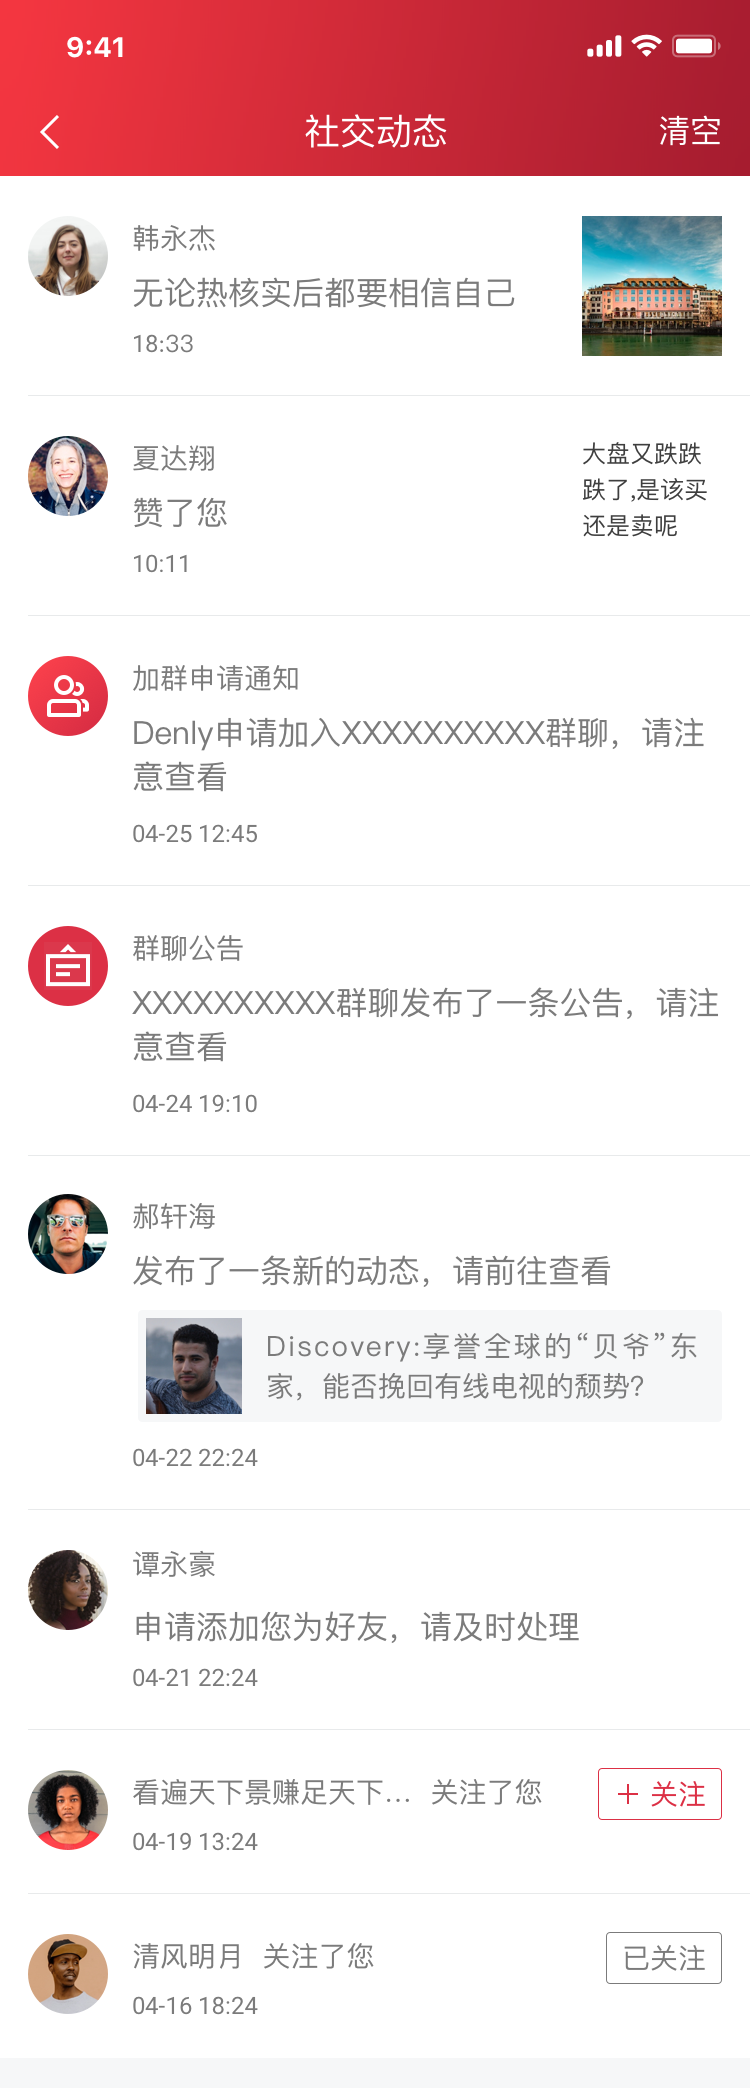 9:41
社交动态
清空
韩永杰
无论热核实后都要相信自己
18:33
夏达翔
赞了您
10:11
大盘又跌跌
跌了,是该买
还是卖呢
加群申请通知
Denly申请加入XXXXXXXXXX群聊，请注
意查看
04-25 12:45
群聊公告
XXXXXXXXXX群聊发布了一条公告，请注
意查看
04-24 19:10
郝轩海
发布了一条新的动态，请前往查看
Discovery:享誉全球的“贝爷”东
家，能否挽回有线电视的颓势？
04-22 22:24
谭永豪
申请添加您为好友，请及时处理
04-21 22:24
看遍天下景赚足天下... 关注了您
+ 关注
04-19 13:24
清风明月 关注了您
已关注
04-16 18:24